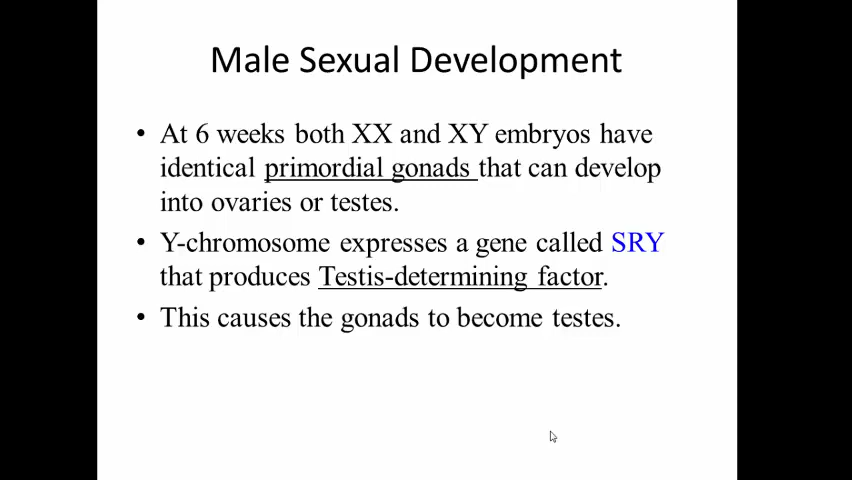 Male Sexual Development
• At 6 weeks both XX and XY embryos have
identical primordial gonads that can develop
into ovaries or testes.
• Y-chromosome expresses a gene called SRY
that produces Testis-determining factor.
• This causes the gonads to become testes.